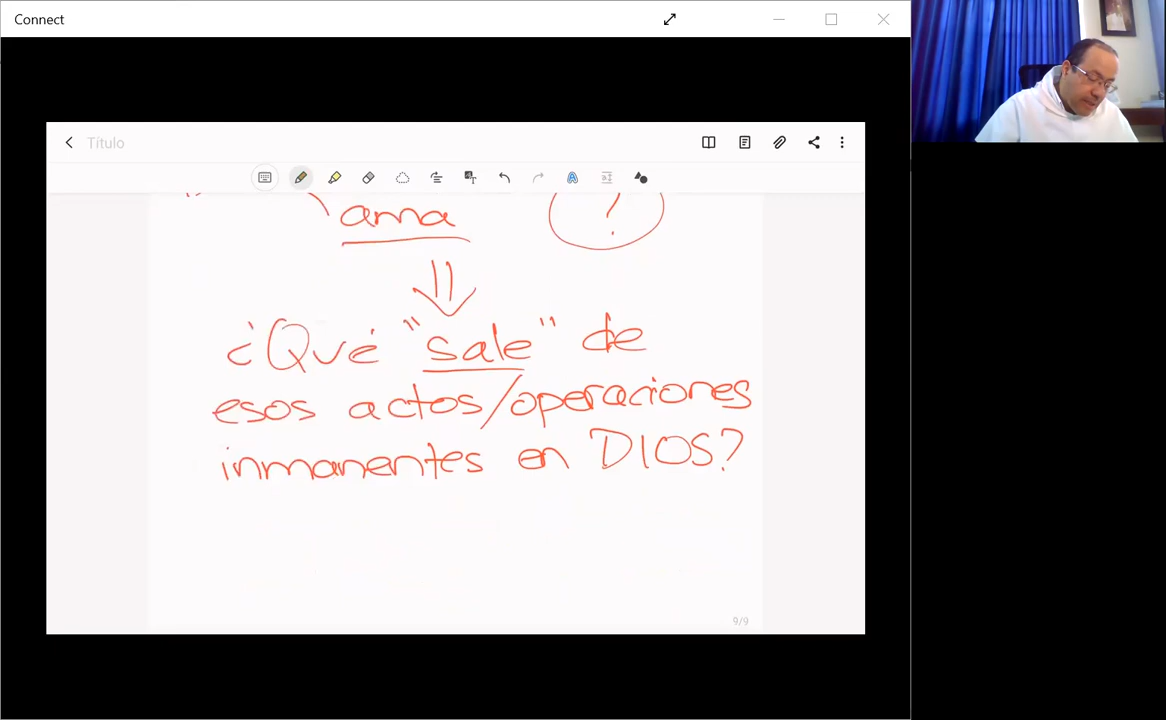 Connect
Título
ama ?
¿Qué "sale" de
esos actos/operaciones
inmanentes en DIOS?
9/9